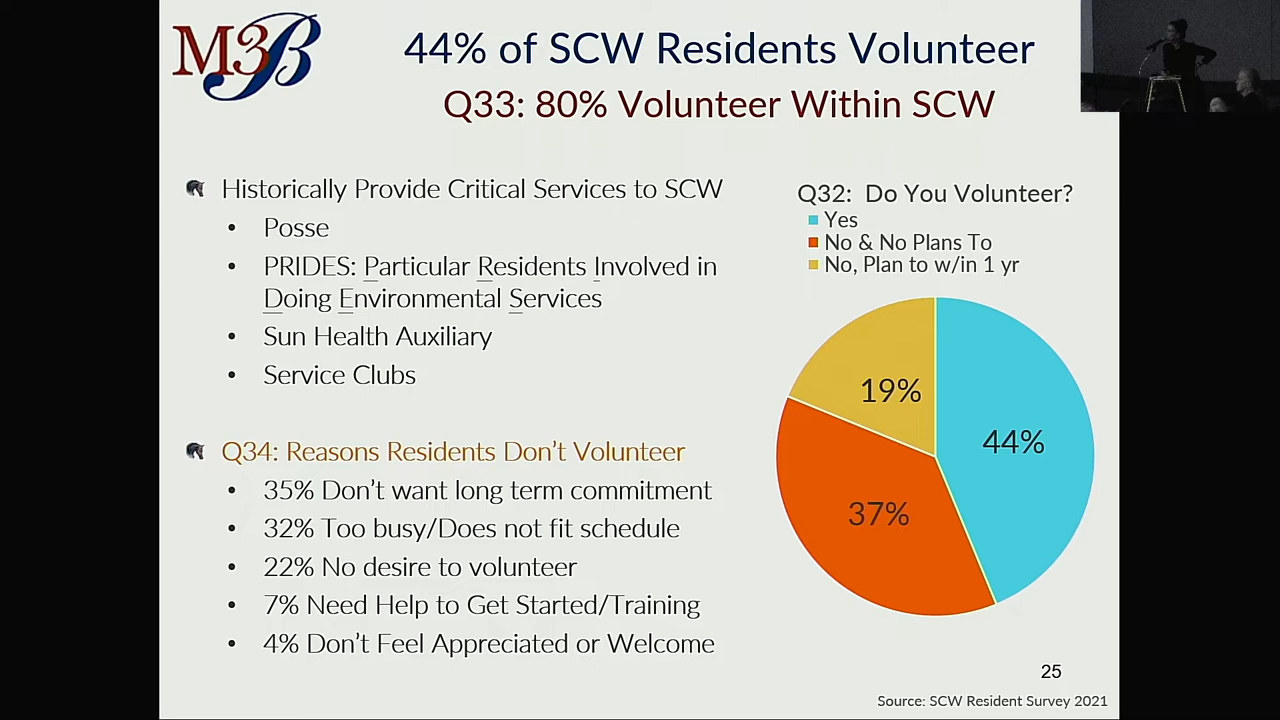 M3B
44% of SCW Residents Volunteer
Q33: 80% Volunteer Within SCW
Historically Provide Critical Services to SCW
• Posse
• PRIDES: Particular Residents Involved in
Doing Environmental Services
• Sun Health Auxiliary
• Service Clubs
Q34: Reasons Residents Don't Volunteer
• 35% Don't want long term commitment
• 32% Too busy/Does not fit schedule
• 22% No desire to volunteer
• 7% Need Help to Get Started/Training
• 4% Don't Feel Appreciated or Welcome
Q32: Do You Volunteer?
Yes
No & No Plans To
No, Plan to w/in 1 yr
19%
44%
37%
25
Source: SCW Resident Survey 2021